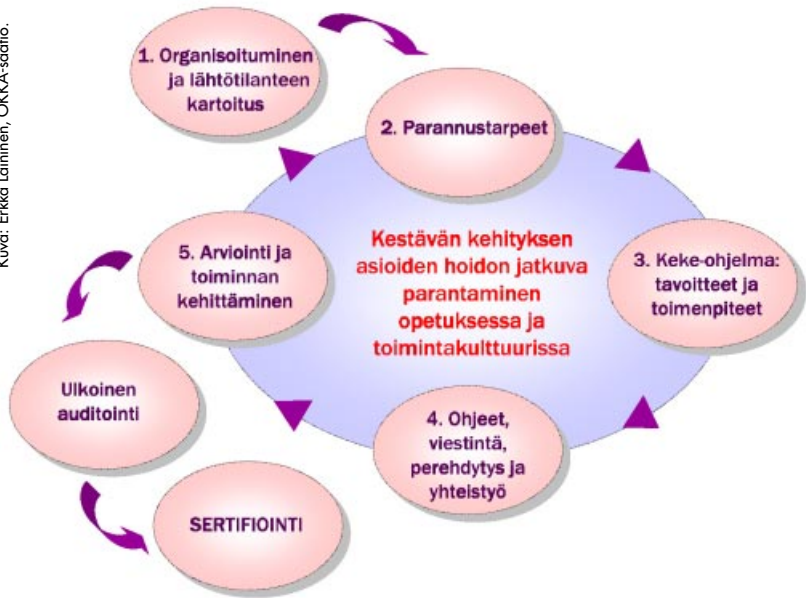 Kuva: Erkka Laininen, OKKA-säätiö.
1. Organisoituminen
ja lähtötilanteen
kartoitus
2. Parannustarpeet
3. Keke-ohjelma:
tavoitteet ja
toimenpiteet
4. Ohjeet,
viestintä,
perehdytys ja
yhteistyö
5. Arviointi ja
toiminnan
kehittäminen
Kestävän kehityksen
asioiden hoidon jatkuva
parantaminen
opetuksessa ja
toimintakulttuurissa
Ulkoinen
auditointi
SERTIFIOINTI